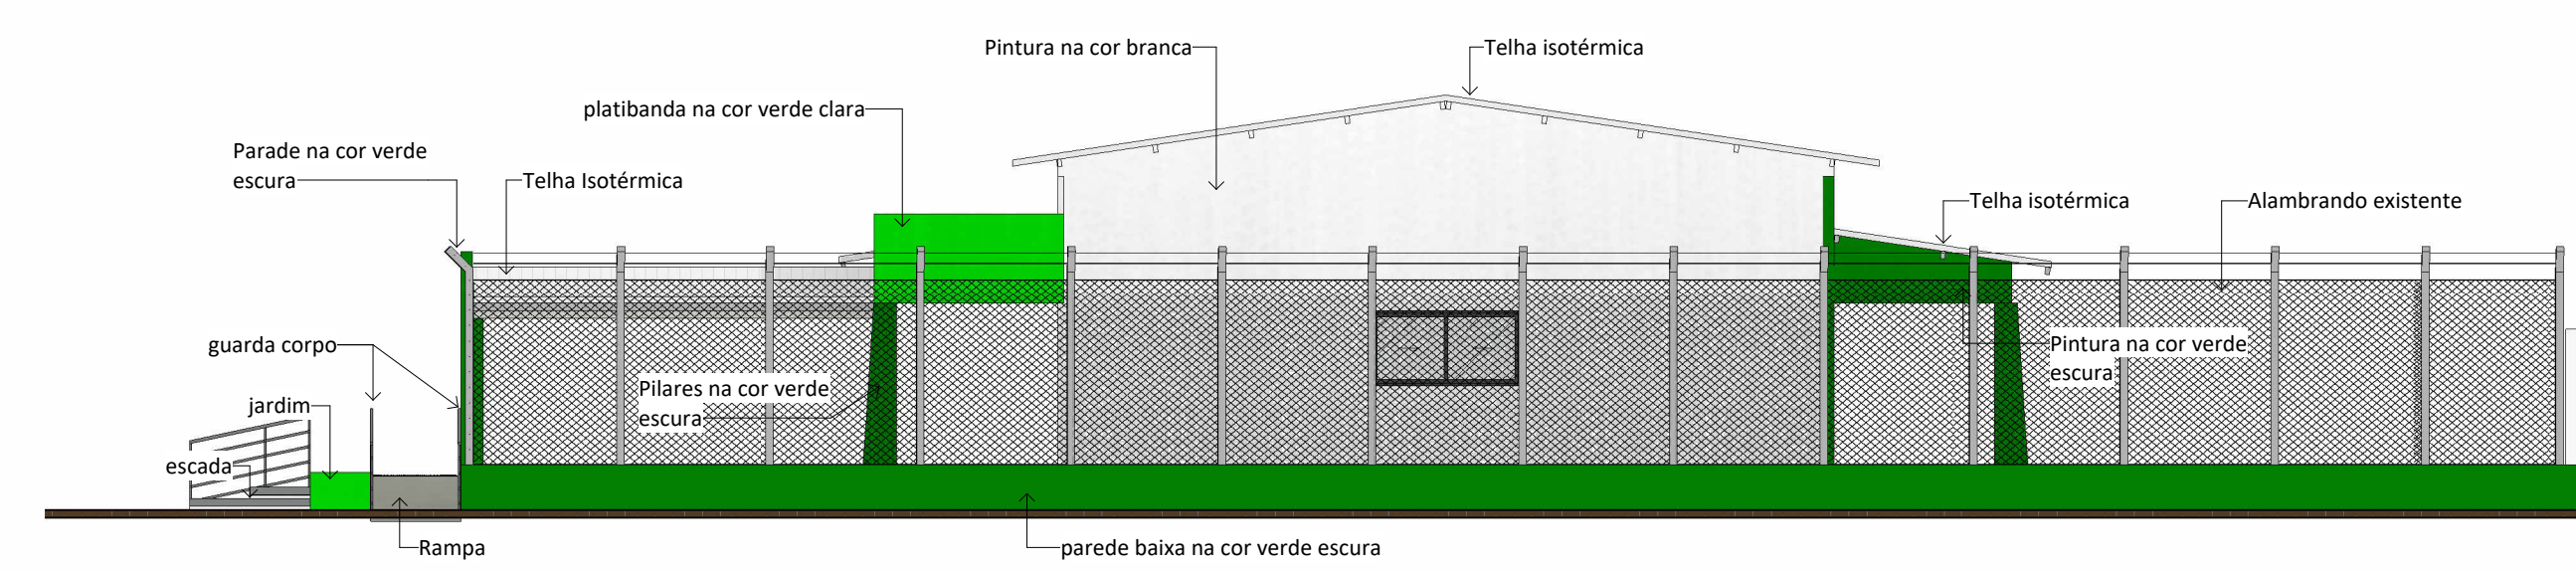 Pintura na cor branca
Telha isotérmica
platibanda na cor verde clara
Parade na cor verde
escura
Telha Isotérmica
Telha isotérmica
Alambrando existente
guarda corpo
Pintura na cor verde
escura
Pilares na cor verde
escura
jardim
escada
Rampa
parede baixa na cor verde escura